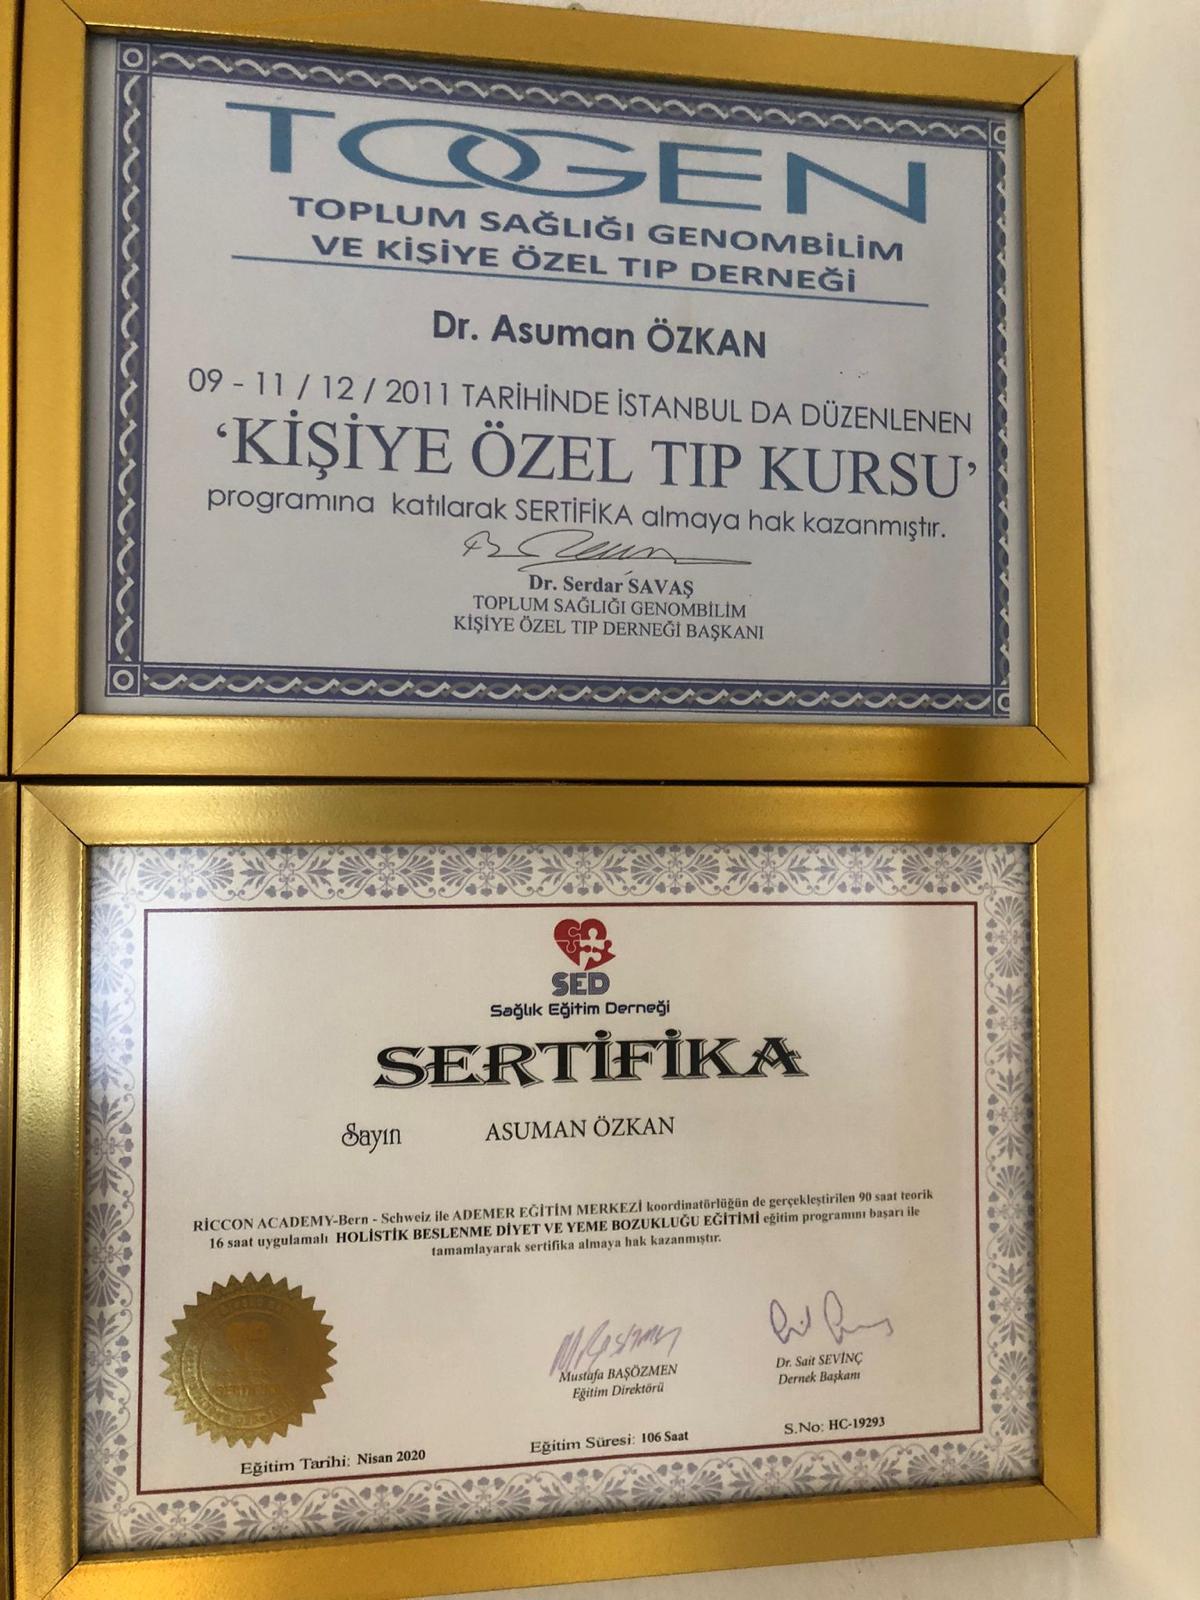 TOGEN
TOPLUM SAĞLIĞI GENOMBİLİM
VE KİŞİYE ÖZEL TIP DERNEĞİ
Dr. Asuman ÖZKAN
09 - 11 / 12 / 2011 TARİHİNDE İSTANBUL DA DÜZENLENEN
‘KİŞİYE ÖZEL TIP KURSU’
programına katılarak SERTİFİKA almaya hak kazanmıştır.
Dr. Serdar SAVAŞ
TOPLUM SAĞLIĞI GENOMBİLİM
KİŞİYE ÖZEL TIP DERNEĞİ BAŞKANI
SED
Sağlık Eğitim Derneği
SERTİFİKA
Sayın ASUMAN ÖZKAN
RİCCON ACADEMY-Bern - Schweiz ile ADEMER EĞİTİM MERKEZİ koordinatörlüğün de gerçekleştirilen 90 saat teorik
16 saat uygulamalı HOLİSTİK BESLENME DİYET VE YEME BOZUKLUĞU EĞİTİMİ eğitim programını başarı ile
tamamlayarak sertifika almaya hak kazanmıştır.
Mustafa BAŞÖZMEN
Eğitim Direktörü
Dr. Sait SEVİNÇ
Dernek Başkanı
Eğitim Tarihi: Nisan 2020
Eğitim Süresi: 106 Saat
S.No: HC-19293